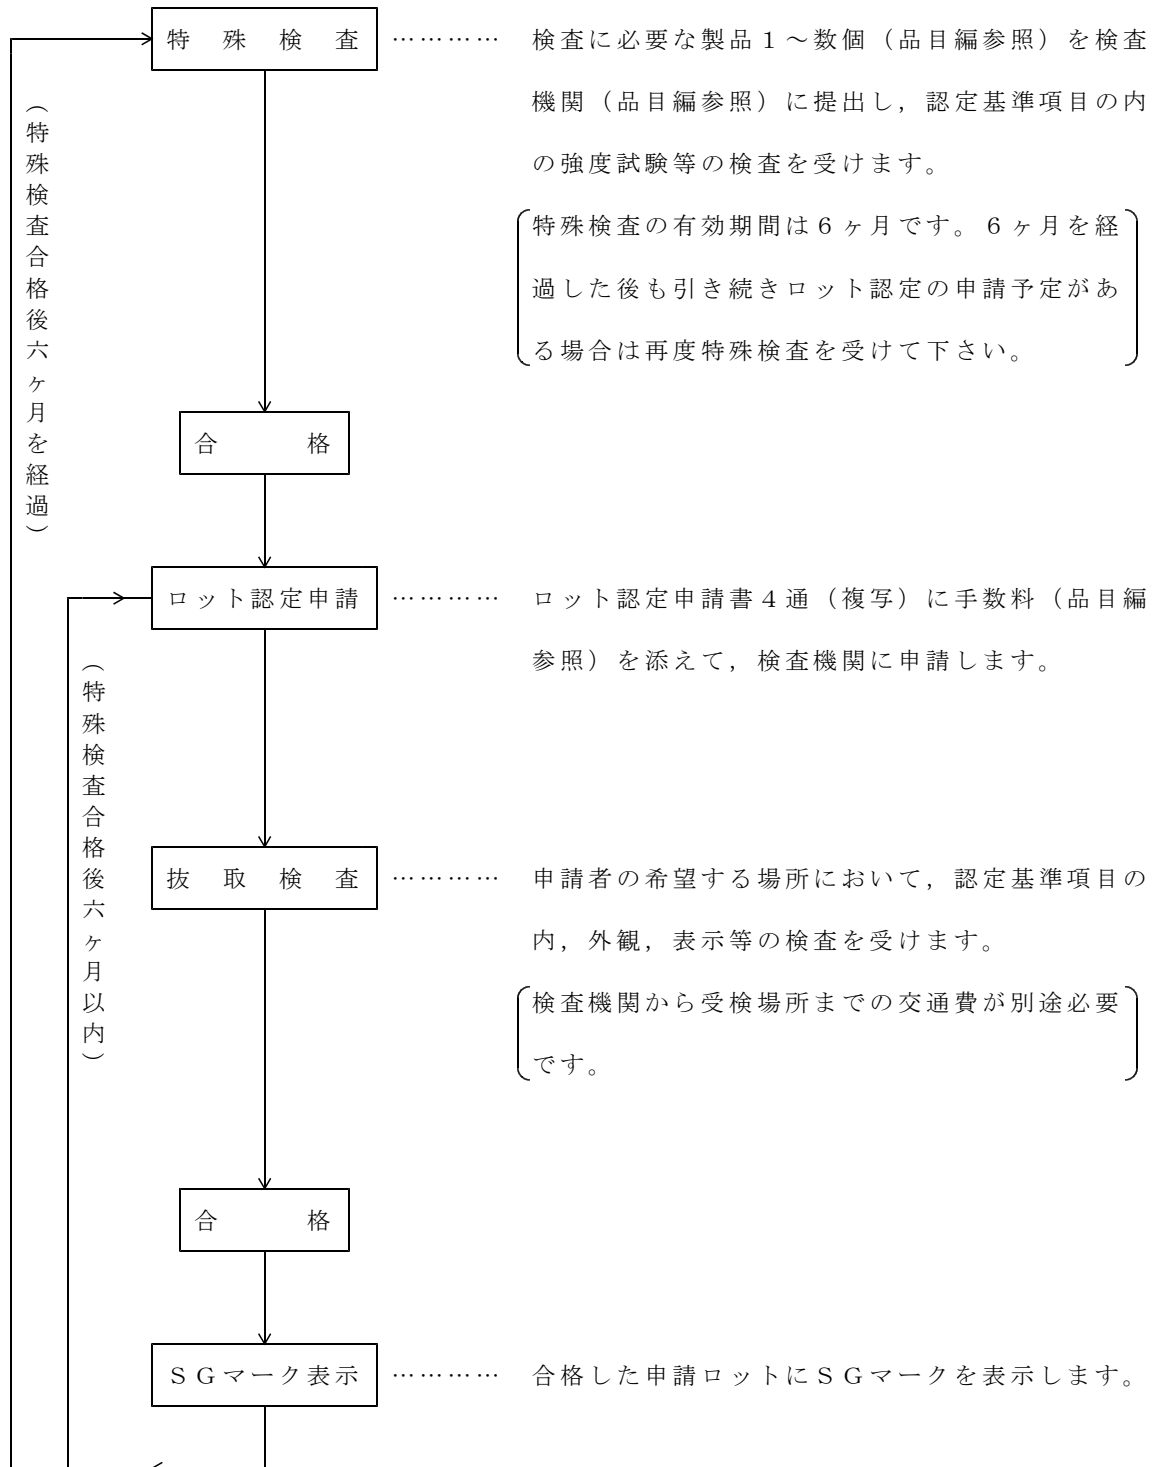 特殊検査 ………… 検査に必要な製品１～数個（品目編参照）を検査
機関（品目編参照）に提出し，認定基準項目の内
の強度試験等の検査を受けます。
特殊検査の有効期間は６ヶ月です。６ヶ月を経
過した後も引き続きロット認定の申請予定があ
る場合は再度特殊検査を受けて下さい。
（特殊検査合格後六ヶ月を経過）
合格
ロット認定申請 ………… ロット認定申請書４通（複写）に手数料（品目編
参照）を添えて，検査機関に申請します。
（特殊検査合格後六ヶ月以内）
抜取検査 ………… 申請者の希望する場所において，認定基準項目の
内，外観，表示等の検査を受けます。
検査機関から受検場所までの交通費が別途必要
です。
合格
ＳＧマーク表示 ………… 合格した申請ロットにＳＧマークを表示します。